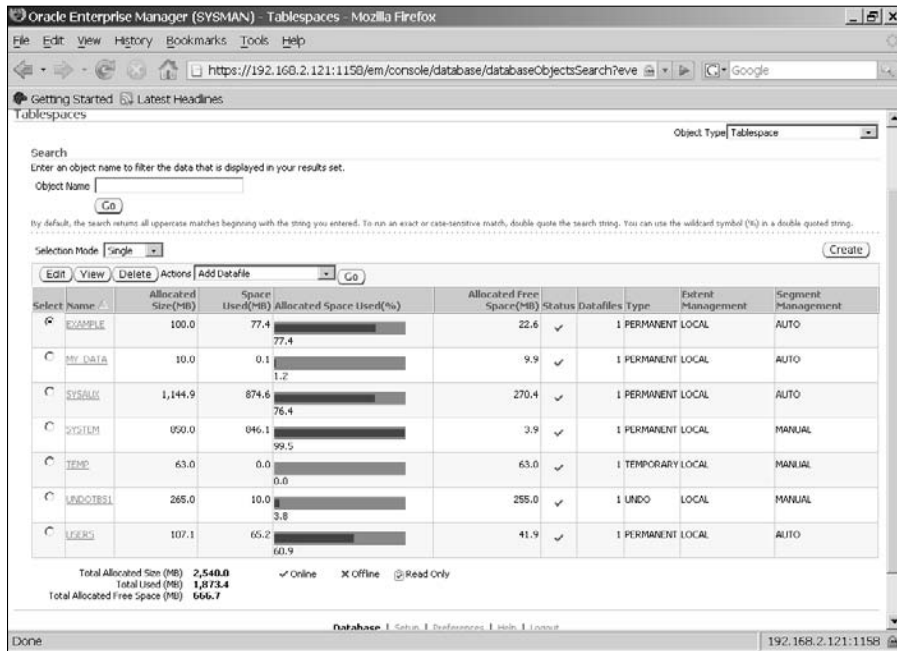 Oracle Enterprise Manager (SYSMAN) - Tablespaces - Mozilla Firefox
File Edit View History Bookmarks Tools Help
https://192.168.2.121:1158/em/console/database/databaseObjectsSearch?eve
Google
Getting Started Latest Headlines
Tablespaces
Object Type Tablespace
Search
Enter an object name to filter the data that is displayed in your results set.
Object Name
Go
By default, the search returns all uppercase matches beginning with the string you entered. To run an exact or case-sensitive match, double quote the search string. You can use the wildcard symbol (%) in a double quoted string.
Selection Mode Single
Create
Edit View Delete Actions Add Datafile Go
Select Name Allocated Size(MB) Space Used(MB) Allocated Space Used(%) Allocated Free Space(MB) Status Datafiles Type Extent Management Segment Management
EXAMPLE 100.0 77.4 77.4 22.6 1 PERMANENT LOCAL AUTO
MY_DATA 10.0 0.1 1.2 9.9 1 PERMANENT LOCAL AUTO
SYSAUX 1,144.9 874.6 76.4 270.4 1 PERMANENT LOCAL AUTO
SYSTEM 850.0 846.1 99.5 3.9 1 PERMANENT LOCAL MANUAL
TEMP 63.0 0.0 0.0 63.0 1 TEMPORARY LOCAL MANUAL
UNDOTBS1 265.0 10.0 3.8 255.0 1 UNDO LOCAL MANUAL
USERS 107.1 65.2 60.9 41.9 1 PERMANENT LOCAL AUTO
Total Allocated Size (MB) 2,540.0 Online Offline Read Only
Total Used (MB) 1,873.4
Total Allocated Free Space (MB) 666.7
Database | Setup | Preferences | Help | Logout
Done
192.168.2.121:1158